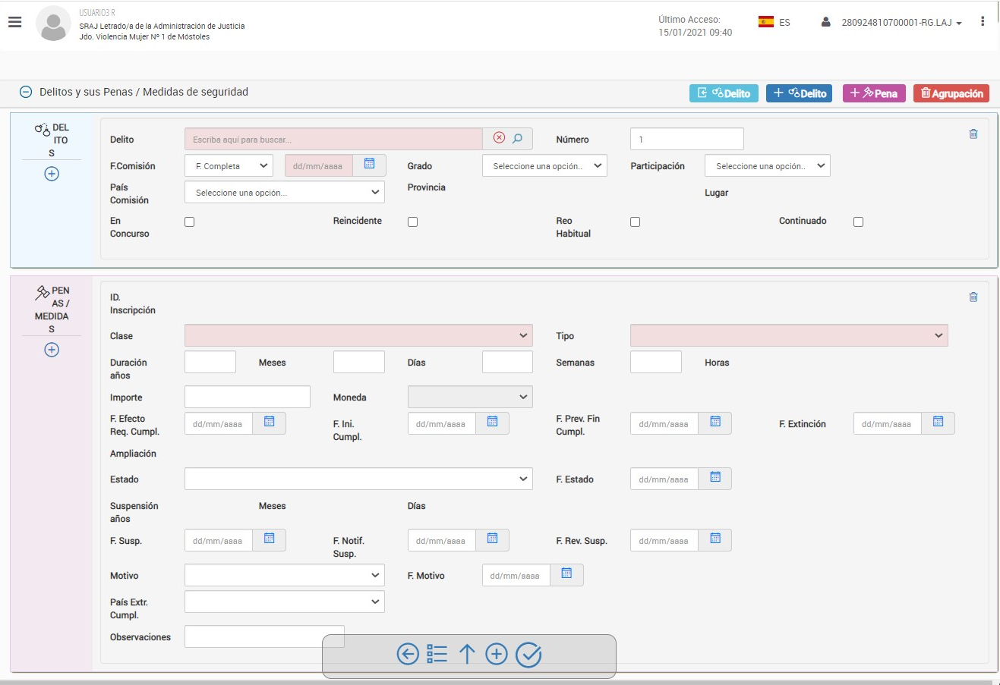 USUARIO3 R
SRAJ Letrado/a de la Administración de Justicia
Jdo. Violencia Mujer Nº 1 de Móstoles
Último Acceso:
15/01/2021 09:40
ES
280924810700001-RG.LAJ
Delitos y sus Penas / Medidas de seguridad
Delito
+ Delito
+ Pena
Agrupación
DEL
ITO
S
Delito
Escriba aquí para buscar...
Número
1
F.Comisión
F. Completa
dd/mm/aaaa
Grado
Seleccione una opción..
Participación
Seleccione una opción..
País
Comisión
Seleccione una opción...
Provincia
Lugar
En
Concurso
Reincidente
Reo
Habitual
Continuado
PEN
AS /
MEDIDA
S
ID.
Inscripción
Clase
Tipo
Duración
años
Meses
Días
Semanas
Horas
Importe
Moneda
F. Efecto
Req. Cumpl.
dd/mm/aaaa
F. Ini.
Cumpl.
dd/mm/aaaa
F. Prev. Fin
Cumpl.
dd/mm/aaaa
F. Extinción
dd/mm/aaaa
Ampliación
Estado
F. Estado
dd/mm/aaaa
Suspensión
años
Meses
Días
F. Susp.
dd/mm/aaaa
F. Notif.
Susp.
dd/mm/aaaa
F. Rev. Susp.
dd/mm/aaaa
Motivo
F. Motivo
dd/mm/aaaa
País Extr.
Cumpl.
Observaciones